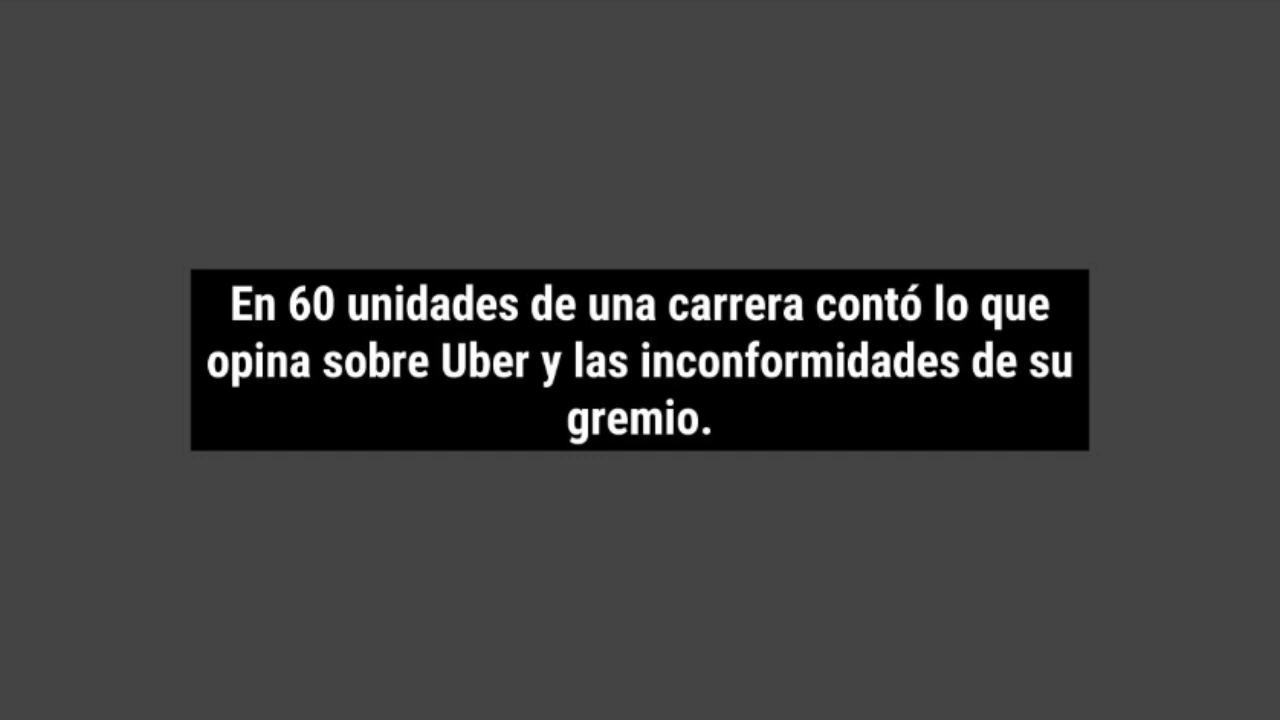 En 60 unidades de una carrera contó lo que
opina sobre Uber y las inconformidades de su
gremio.